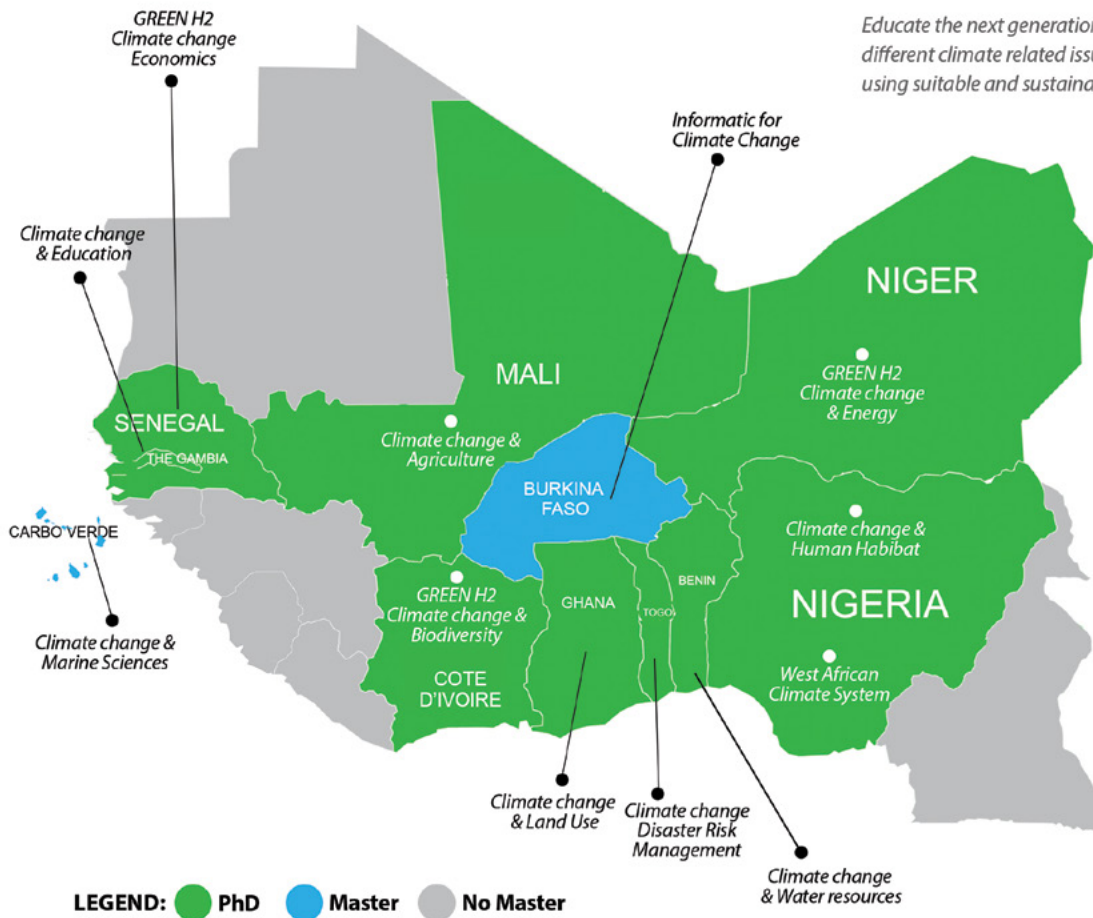 GREEN H2
Climate change
Economics
Educate the next generation
different climate related issu
using suitable and sustaina
Informatic for
Climate Change
Climate change
& Education
NIGER
GREEN H2
Climate change
& Energy
MALI
SENEGAL
THE GAMBIA
Climate change &
Agriculture
BURKINA
FASO
CARBO VERDE
Climate change &
Human Habibat
NIGERIA
GREEN H2
Climate change &
Biodiversity
GHANA
TOGO
BENIN
Climate change &
Marine Sciences
West African
Climate System
COTE
D'IVOIRE
Climate change
& Land Use
Climate change
Disaster Risk
Management
Climate change
& Water resources
LEGEND: PhD Master No Master